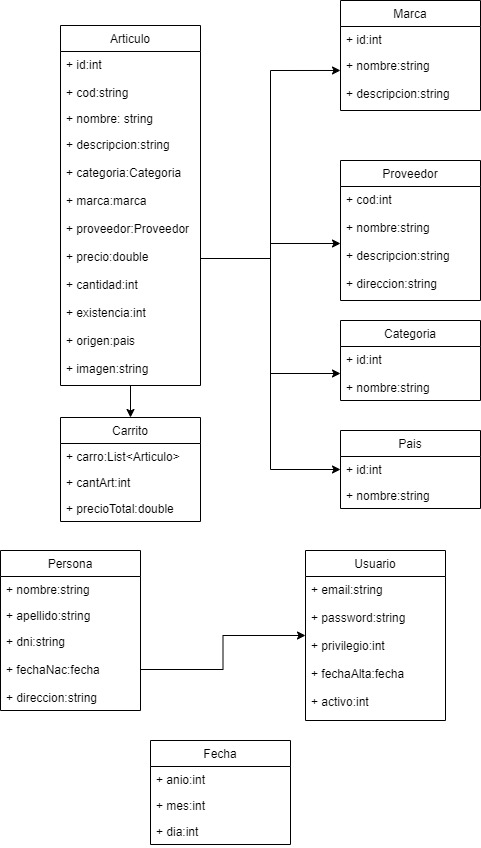 Articulo
+ id:int
+ cod:string
+ nombre: string
+ descripcion:string
+ categoria:Categoria
+ marca:marca
+ proveedor:Proveedor
+ precio:double
+ cantidad:int
+ existencia:int
+ origen:pais
+ imagen:string
Marca
+ id:int
+ nombre:string
+ descripcion:string
Proveedor
+ cod:int
+ nombre:string
+ descripcion:string
+ direccion:string
Categoria
+ id:int
+ nombre:string
Pais
+ id:int
+ nombre:string
Carrito
+ carro:List<Articulo>
+ cantArt:int
+ precioTotal:double
Persona
+ nombre:string
+ apellido:string
+ dni:string
+ fechaNac:fecha
+ direccion:string
Usuario
+ email:string
+ password:string
+ privilegio:int
+ fechaAlta:fecha
+ activo:int
Fecha
+ anio:int
+ mes:int
+ dia:int